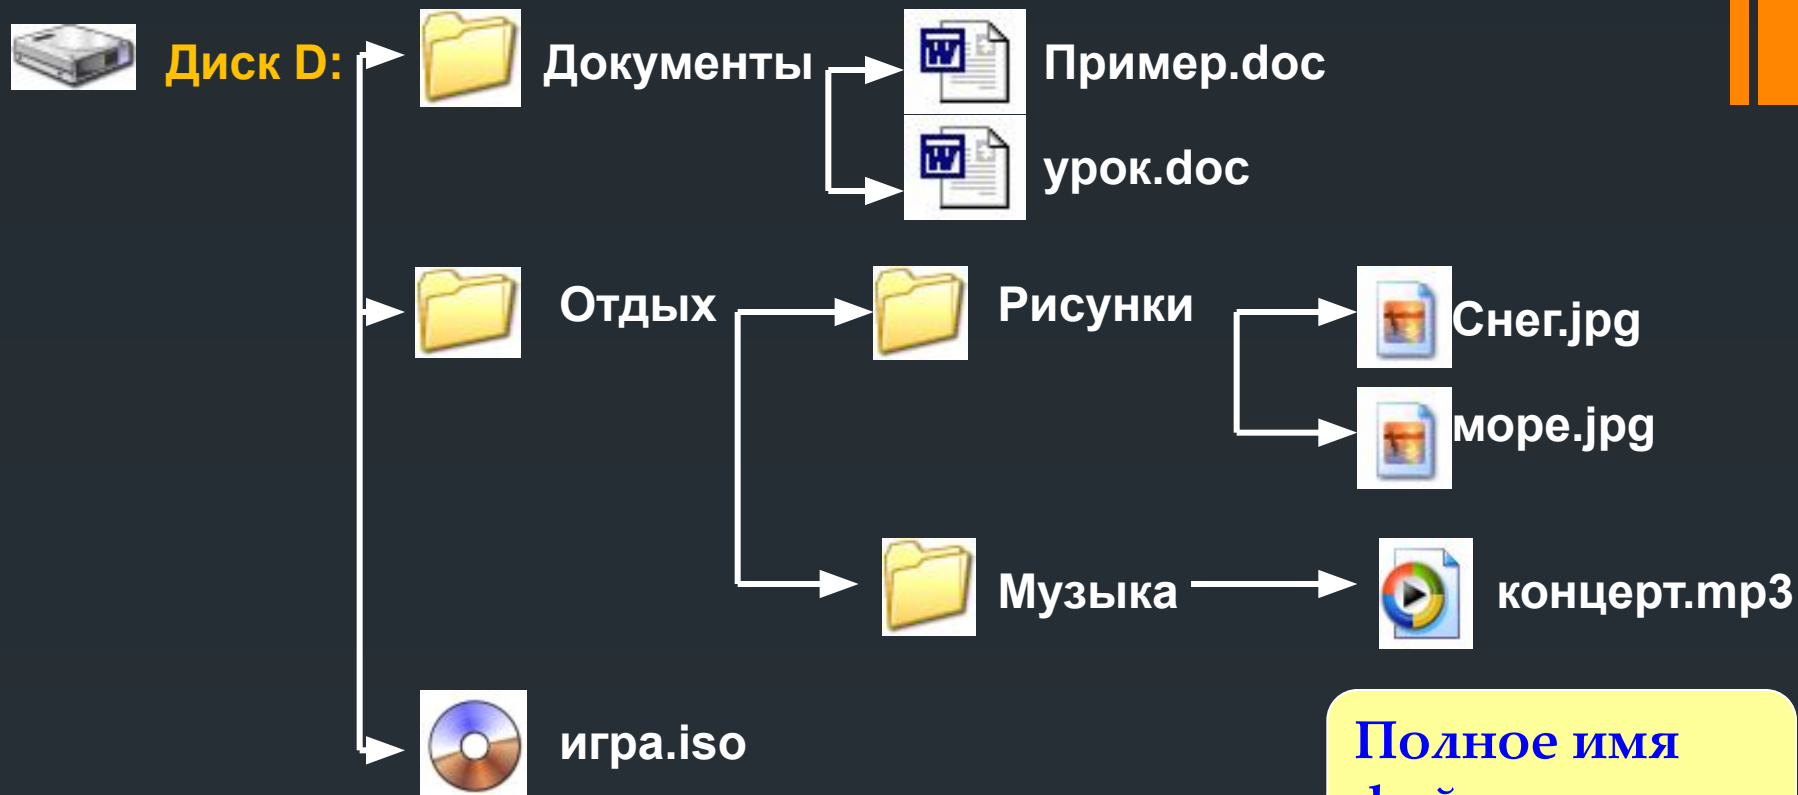 Диск D:
Документы
Пример.doc
урок.doc
Отдых
Рисунки
Снег.jpg
море.jpg
Музыка
концерт.mp3
игра.iso
Полное имя